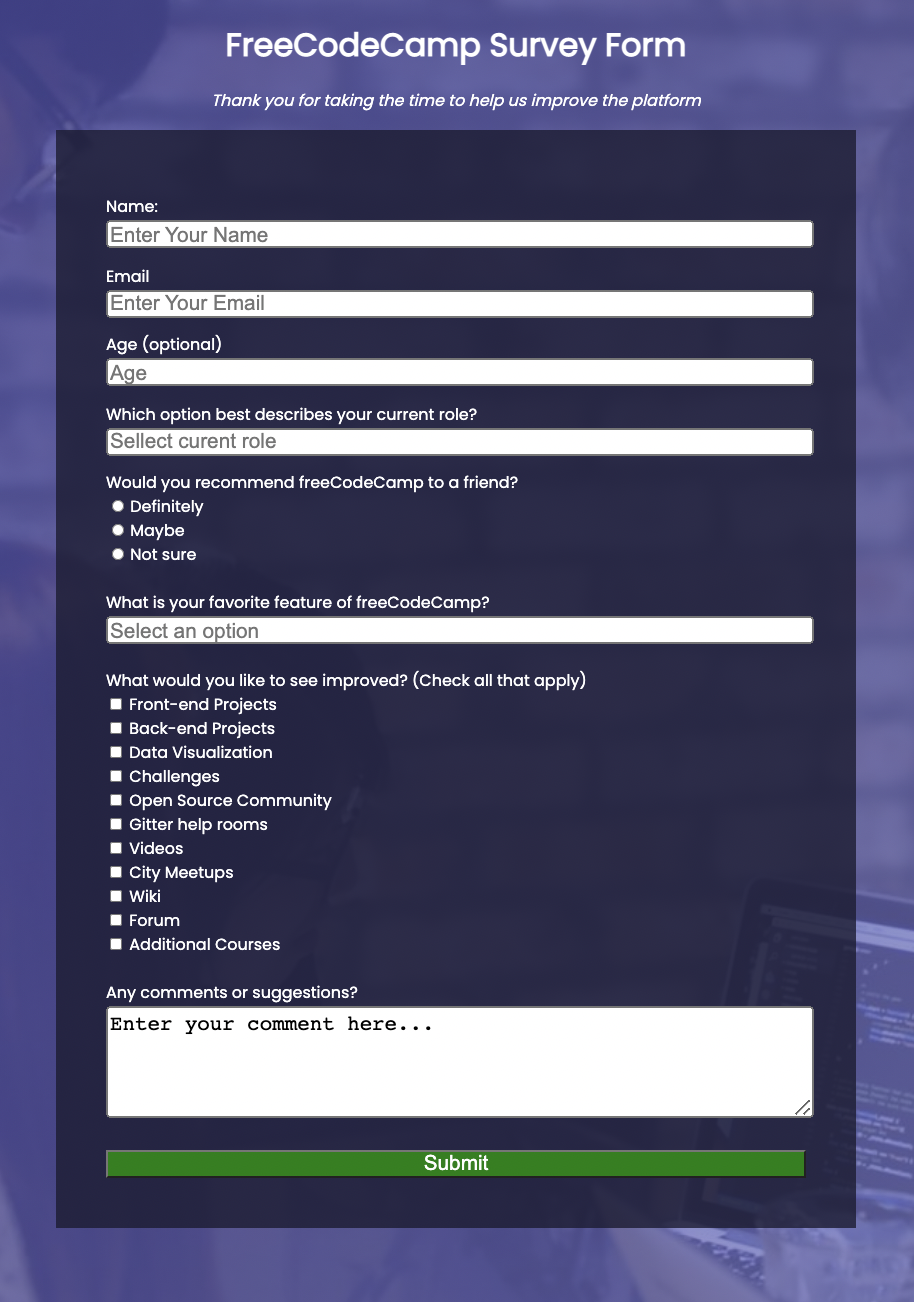 FreeCodeCamp Survey Form
Thank you for taking the time to help us improve the platform
Name:
Enter Your Name
Email
Enter Your Email
Age (optional)
Age
Which option best describes your current role?
Sellect curent role
Would you recommend freeCodeCamp to a friend?
Definitely
Maybe
Not sure
What is your favorite feature of freeCodeCamp?
Select an option
What would you like to see improved? (Check all that apply)
Front-end Projects
Back-end Projects
Data Visualization
Challenges
Open Source Community
Gitter help rooms
Videos
City Meetups
Wiki
Forum
Additional Courses
Any comments or suggestions?
Enter your comment here...
Submit